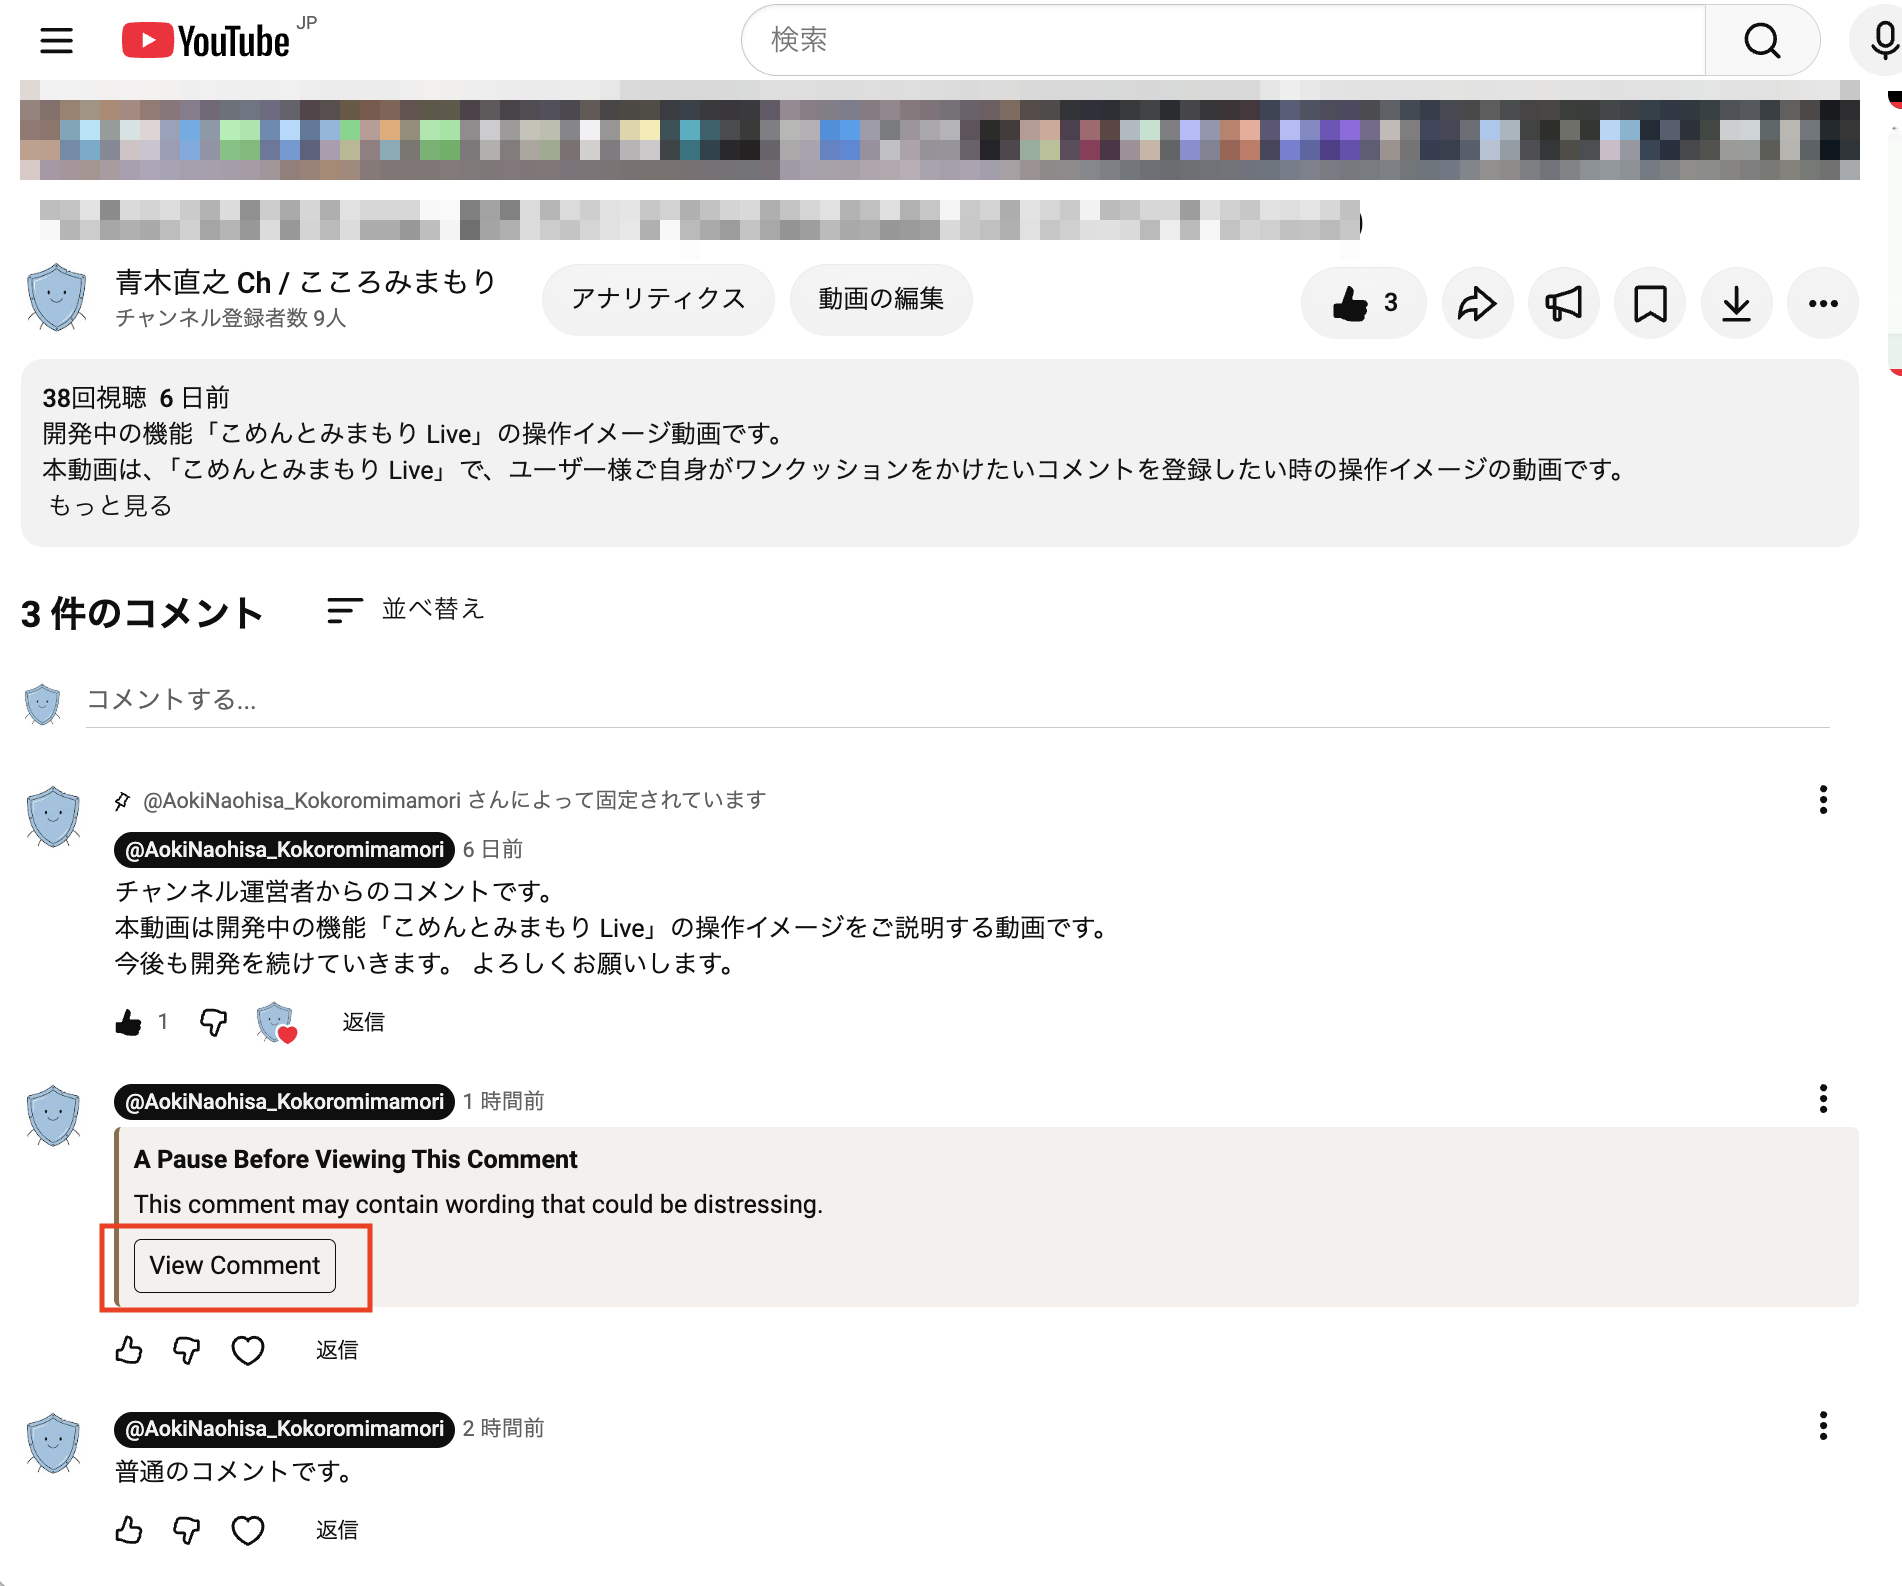 YouTube JP
検索
青木直之 Ch / こころみまもり
チャンネル登録者数 9人
アナリティクス
動画の編集
3
38回視聴 6 日前
開発中の機能「こめんとみまもり Live」の操作イメージ動画です。
本動画は、「こめんとみまもり Live」で、ユーザー様ご自身がワンクッションをかけたいコメントを登録したい時の操作イメージの動画です。
もっと見る
3 件のコメント
並べ替え
コメントする...
@AokiNaohisa_Kokoromimamori さんによって固定されています
@AokiNaohisa_Kokoromimamori 6 日前
チャンネル運営者からのコメントです。
本動画は開発中の機能「こめんとみまもり Live」の操作イメージをご説明する動画です。
今後も開発を続けていきます。 よろしくお願いします。
1
返信
@AokiNaohisa_Kokoromimamori 1 時間前
A Pause Before Viewing This Comment
This comment may contain wording that could be distressing.
View Comment
返信
@AokiNaohisa_Kokoromimamori 2 時間前
普通のコメントです。
返信